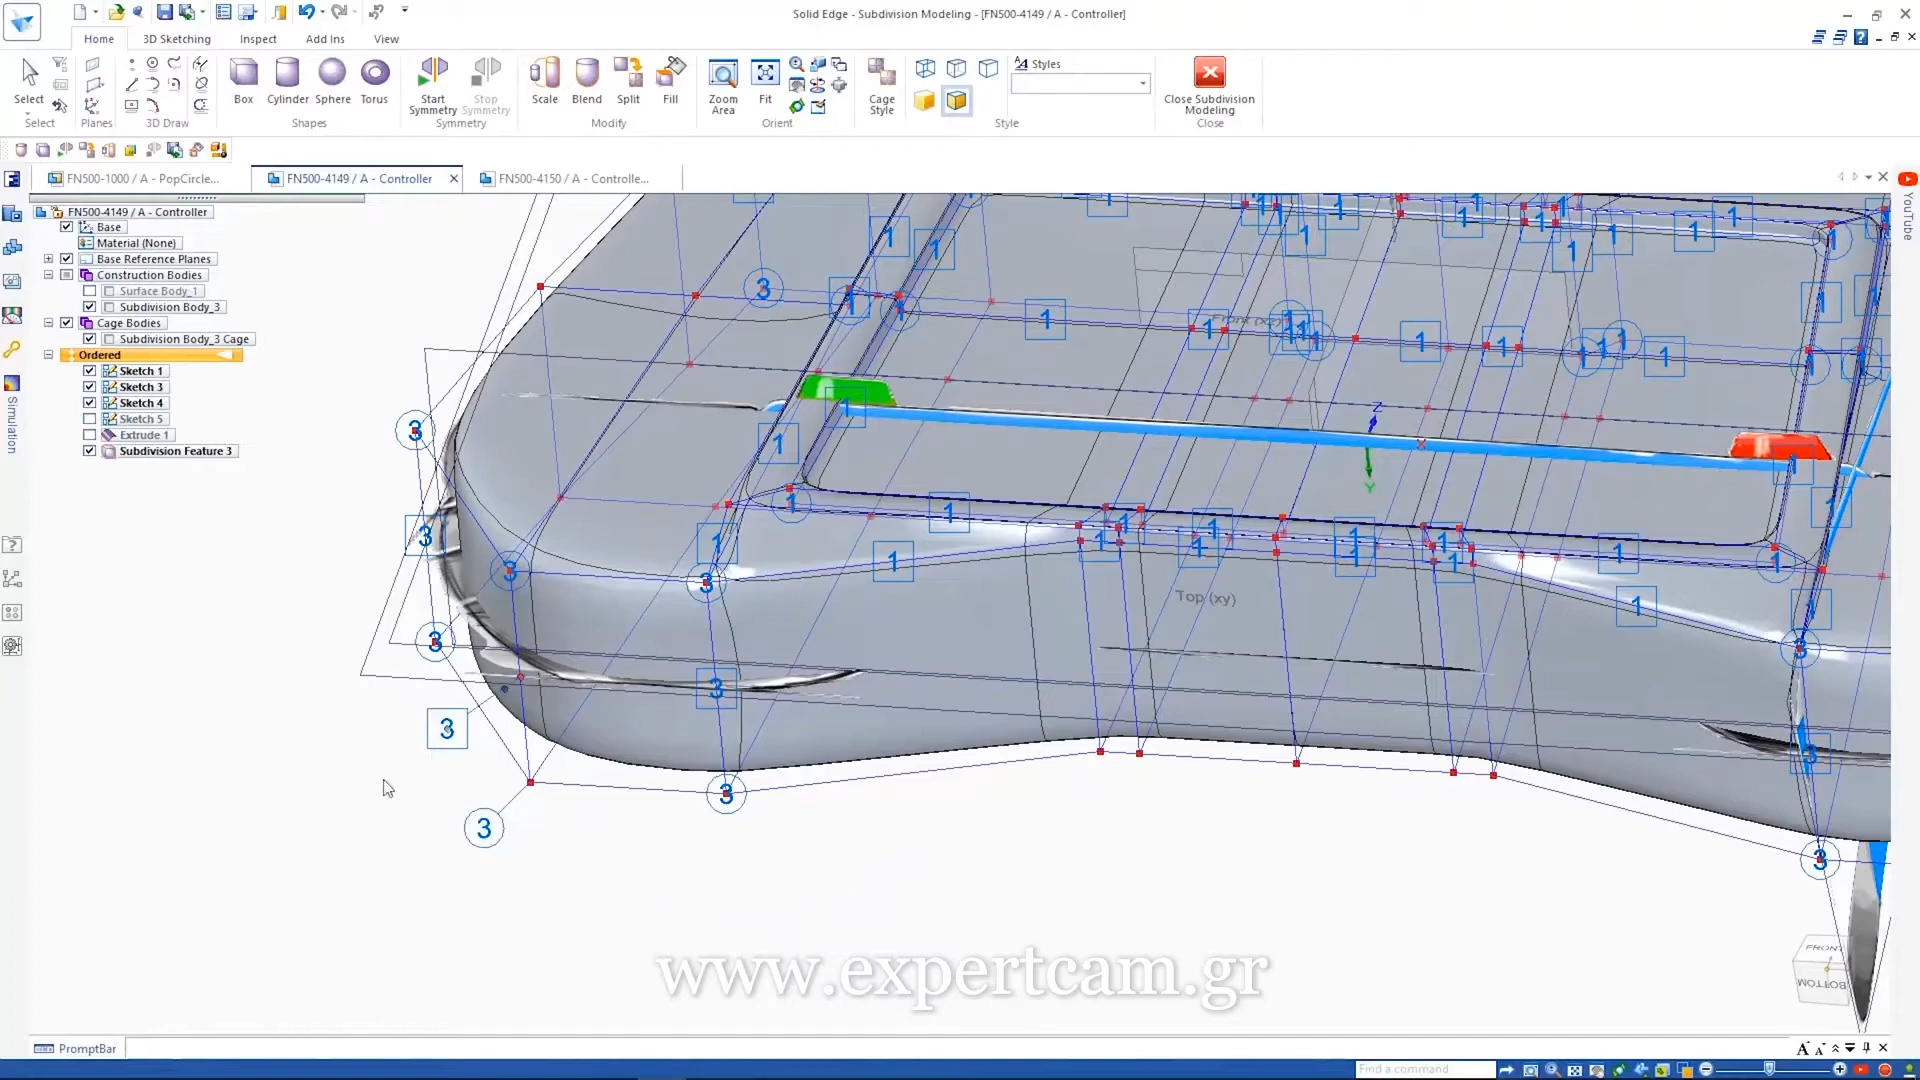 Solid Edge - Subdivision Modeling - [FN500-4149 / A - Controller]
Home
3D Sketching
Inspect
Add Ins
View
Select
Box
Cylinder
Sphere
Torus
Start Symmetry
Stop Symmetry
Scale
Blend
Split
Fill
Zoom Area
Fit
Cage Style
Styles
Close Subdivision Modeling
Select
Planes
3D Draw
Shapes
Symmetry
Modify
Orient
Style
Close
FN500-1000 / A - PopCircle...
FN500-4149 / A - Controller
FN500-4150 / A - Controlle...
YouTube
FN500-4149 / A - Controller
Base
Material (None)
Base Reference Planes
Construction Bodies
Surface Body_1
Subdivision Body_3
Cage Bodies
Subdivision Body_3 Cage
Ordered
Sketch 1
Sketch 3
Sketch 4
Sketch 5
Extrude 1
Subdivision Feature 3
Simulation
Z
Y
Top (xy)
FRONT
BOTTOM
www.expertcam.gr
PromptBar
Find a command